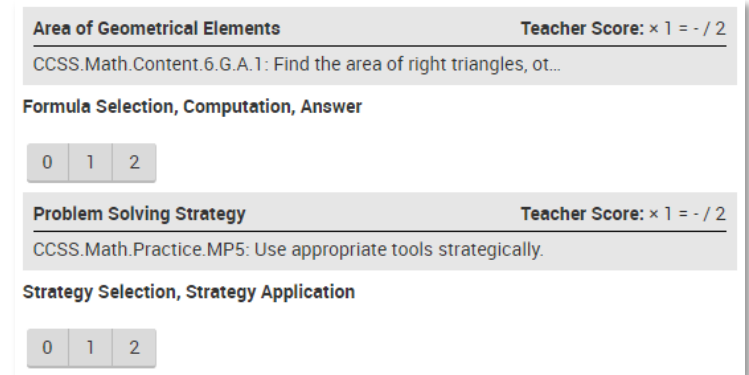 Area of Geometrical Elements Teacher Score: × 1 = - / 2
CCSS.Math.Content.6.G.A.1: Find the area of right triangles, ot...
Formula Selection, Computation, Answer
0 1 2
Problem Solving Strategy Teacher Score: × 1 = - / 2
CCSS.Math.Practice.MP5: Use appropriate tools strategically.
Strategy Selection, Strategy Application
0 1 2